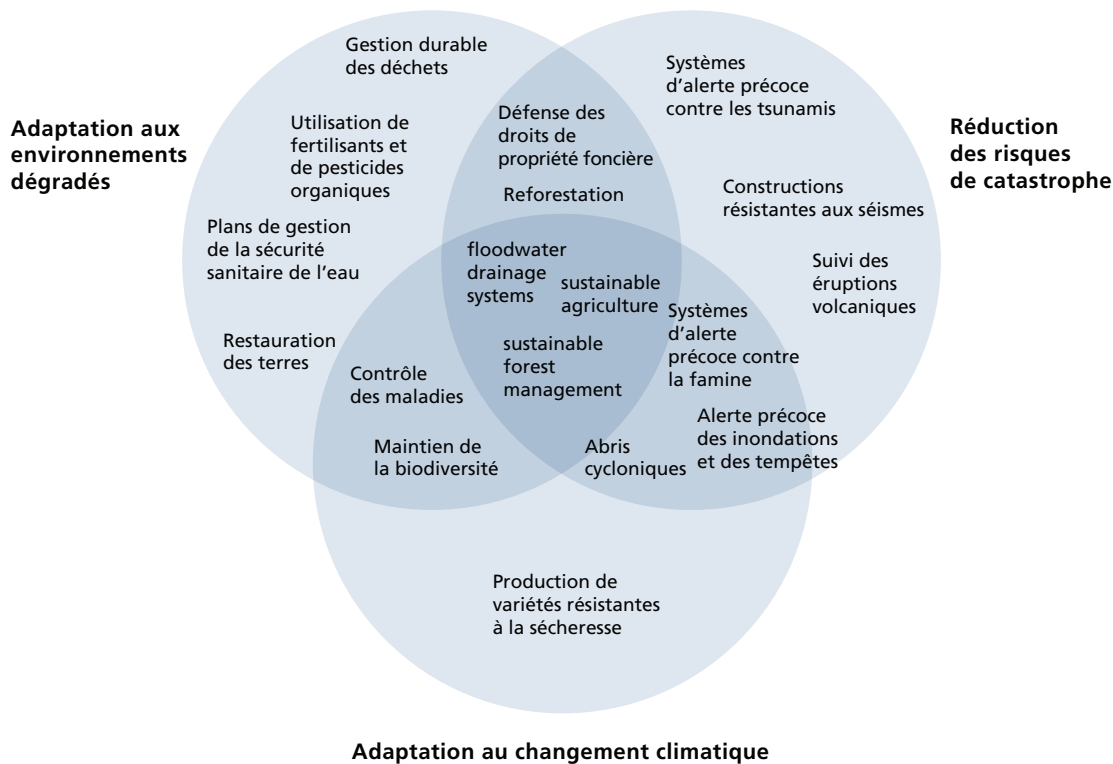 Gestion durable
des déchets
Systèmes
d'alerte précoce
contre les tsunamis
Adaptation aux
environnements
dégradés
Utilisation de
fertilisants et
de pesticides
organiques
Défense des
droits de
propriété foncière
Réduction
des risques
de catastrophe
Reforestation
Constructions
résistantes aux séismes
Plans de gestion
de la sécurité
sanitaire de l'eau
floodwater
drainage
systems
sustainable
agriculture
Suivi des
éruptions
volcaniques
Systèmes
d'alerte
précoce contre
la famine
Restauration
des terres
sustainable
forest
management
Contrôle
des maladies
Alerte précoce
des inondations
et des tempêtes
Maintien de
la biodiversité
Abris
cycloniques
Production de
variétés résistantes
à la sécheresse
Adaptation au changement climatique